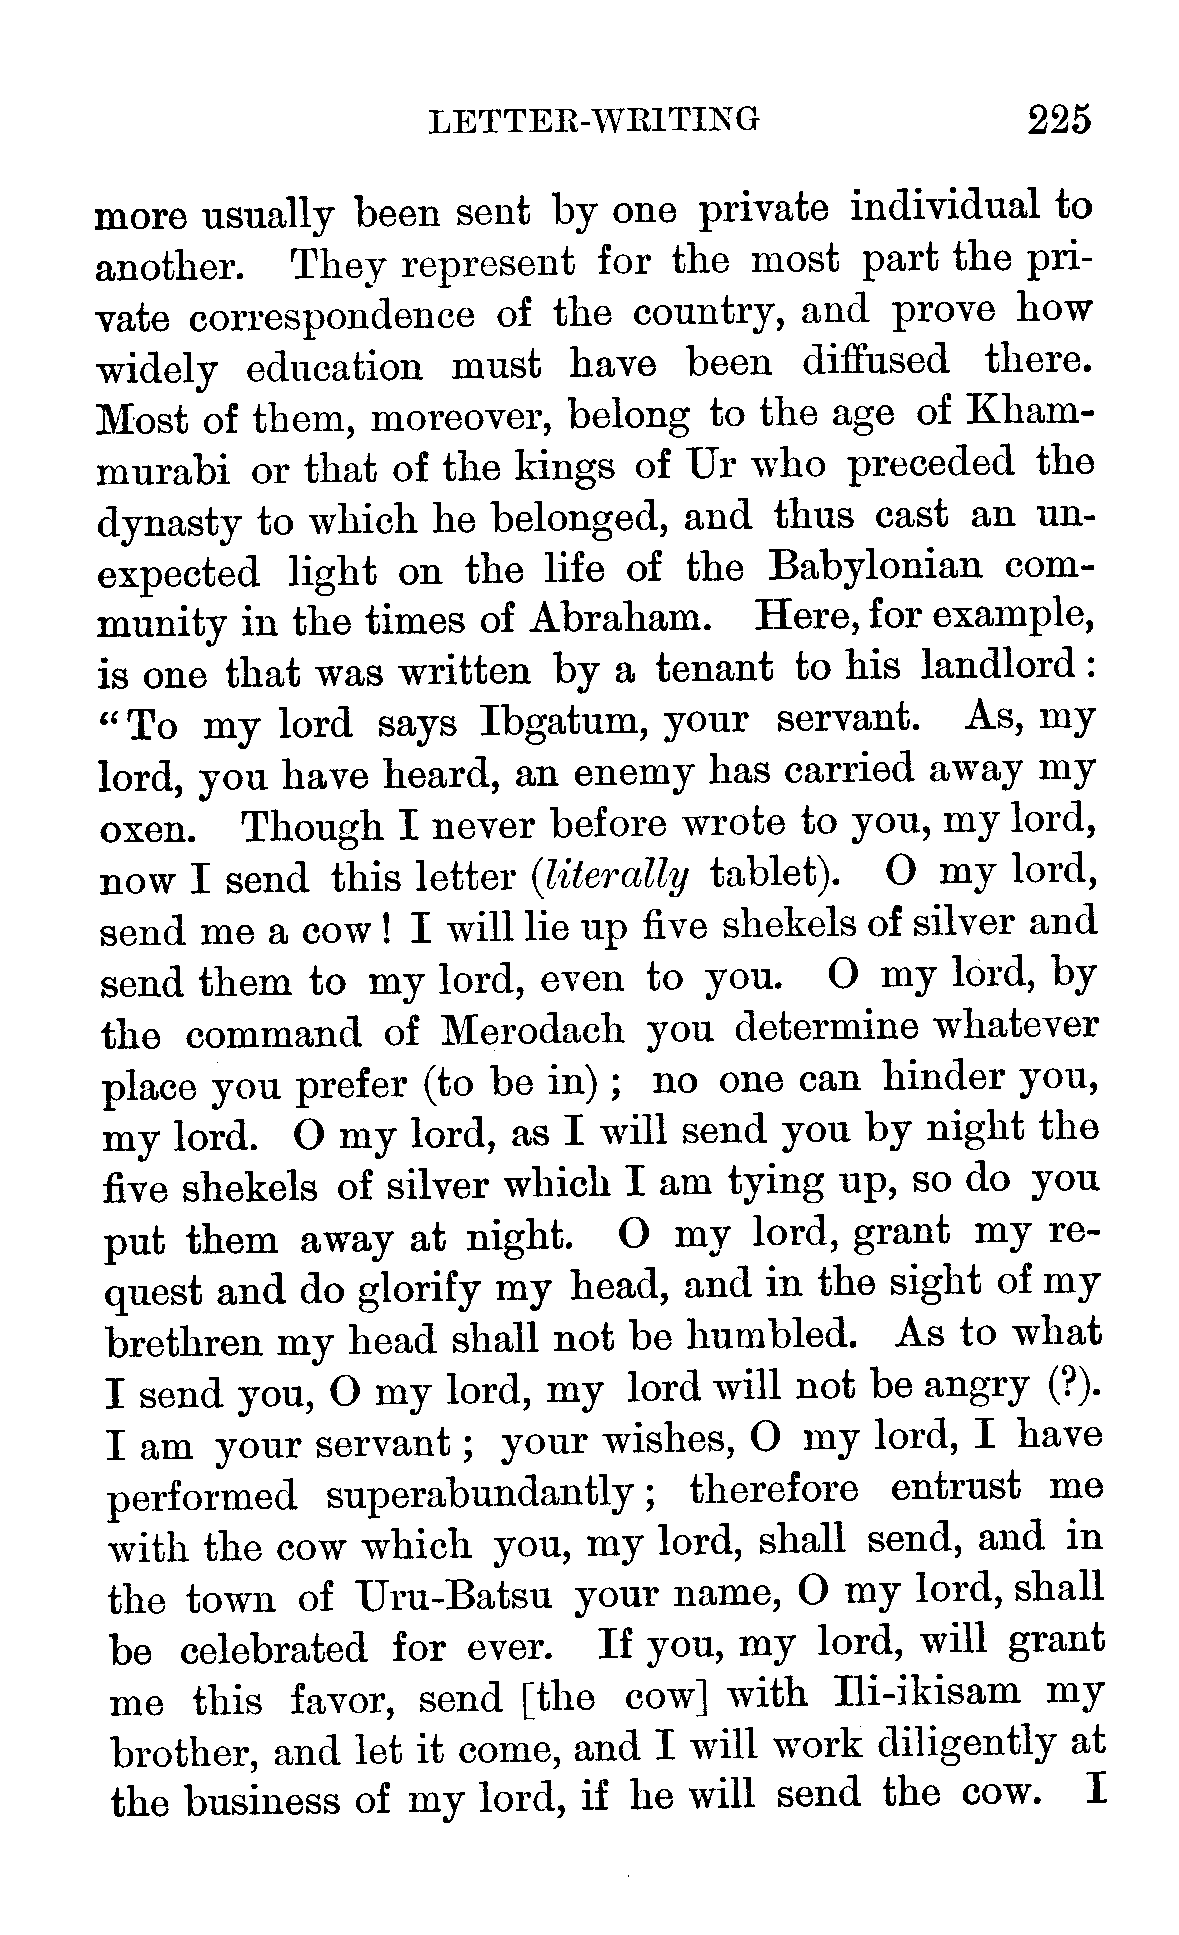 LETTER-WRITING 225
more usually been sent by one private individual to
another. They represent for the most part the pri-
vate correspondence of the country, and prove how
widely education must have been diffused there.
Most of them, moreover, belong to the age of Kham-
murabi or that of the kings of Ur who preceded the
dynasty to which he belonged, and thus cast an un-
expected light on the life of the Babylonian com-
munity in the times of Abraham. Here, for example,
is one that was written by a tenant to his landlord :
“To my lord says Ibgatum, your servant. As, my
lord, you have heard, an enemy has carried away my
oxen. Though I never before wrote to you, my lord,
now I send this letter (literally tablet). O my lord,
send me a cow ! I will lie up five shekels of silver and
send them to my lord, even to you. O my lord, by
the command of Merodach you determine whatever
place you prefer (to be in) ; no one can hinder you,
my lord. O my lord, as I will send you by night the
five shekels of silver which I am tying up, so do you
put them away at night. O my lord, grant my re-
quest and do glorify my head, and in the sight of my
brethren my head shall not be humbled. As to what
I send you, O my lord, my lord will not be angry (?).
I am your servant ; your wishes, O my lord, I have
performed superabundantly ; therefore entrust me
with the cow which you, my lord, shall send, and in
the town of Uru-Batsu your name, O my lord, shall
be celebrated for ever. If you, my lord, will grant
me this favor, send [the cow] with Ili-ikisam my
brother, and let it come, and I will work diligently at
the business of my lord, if he will send the cow. I